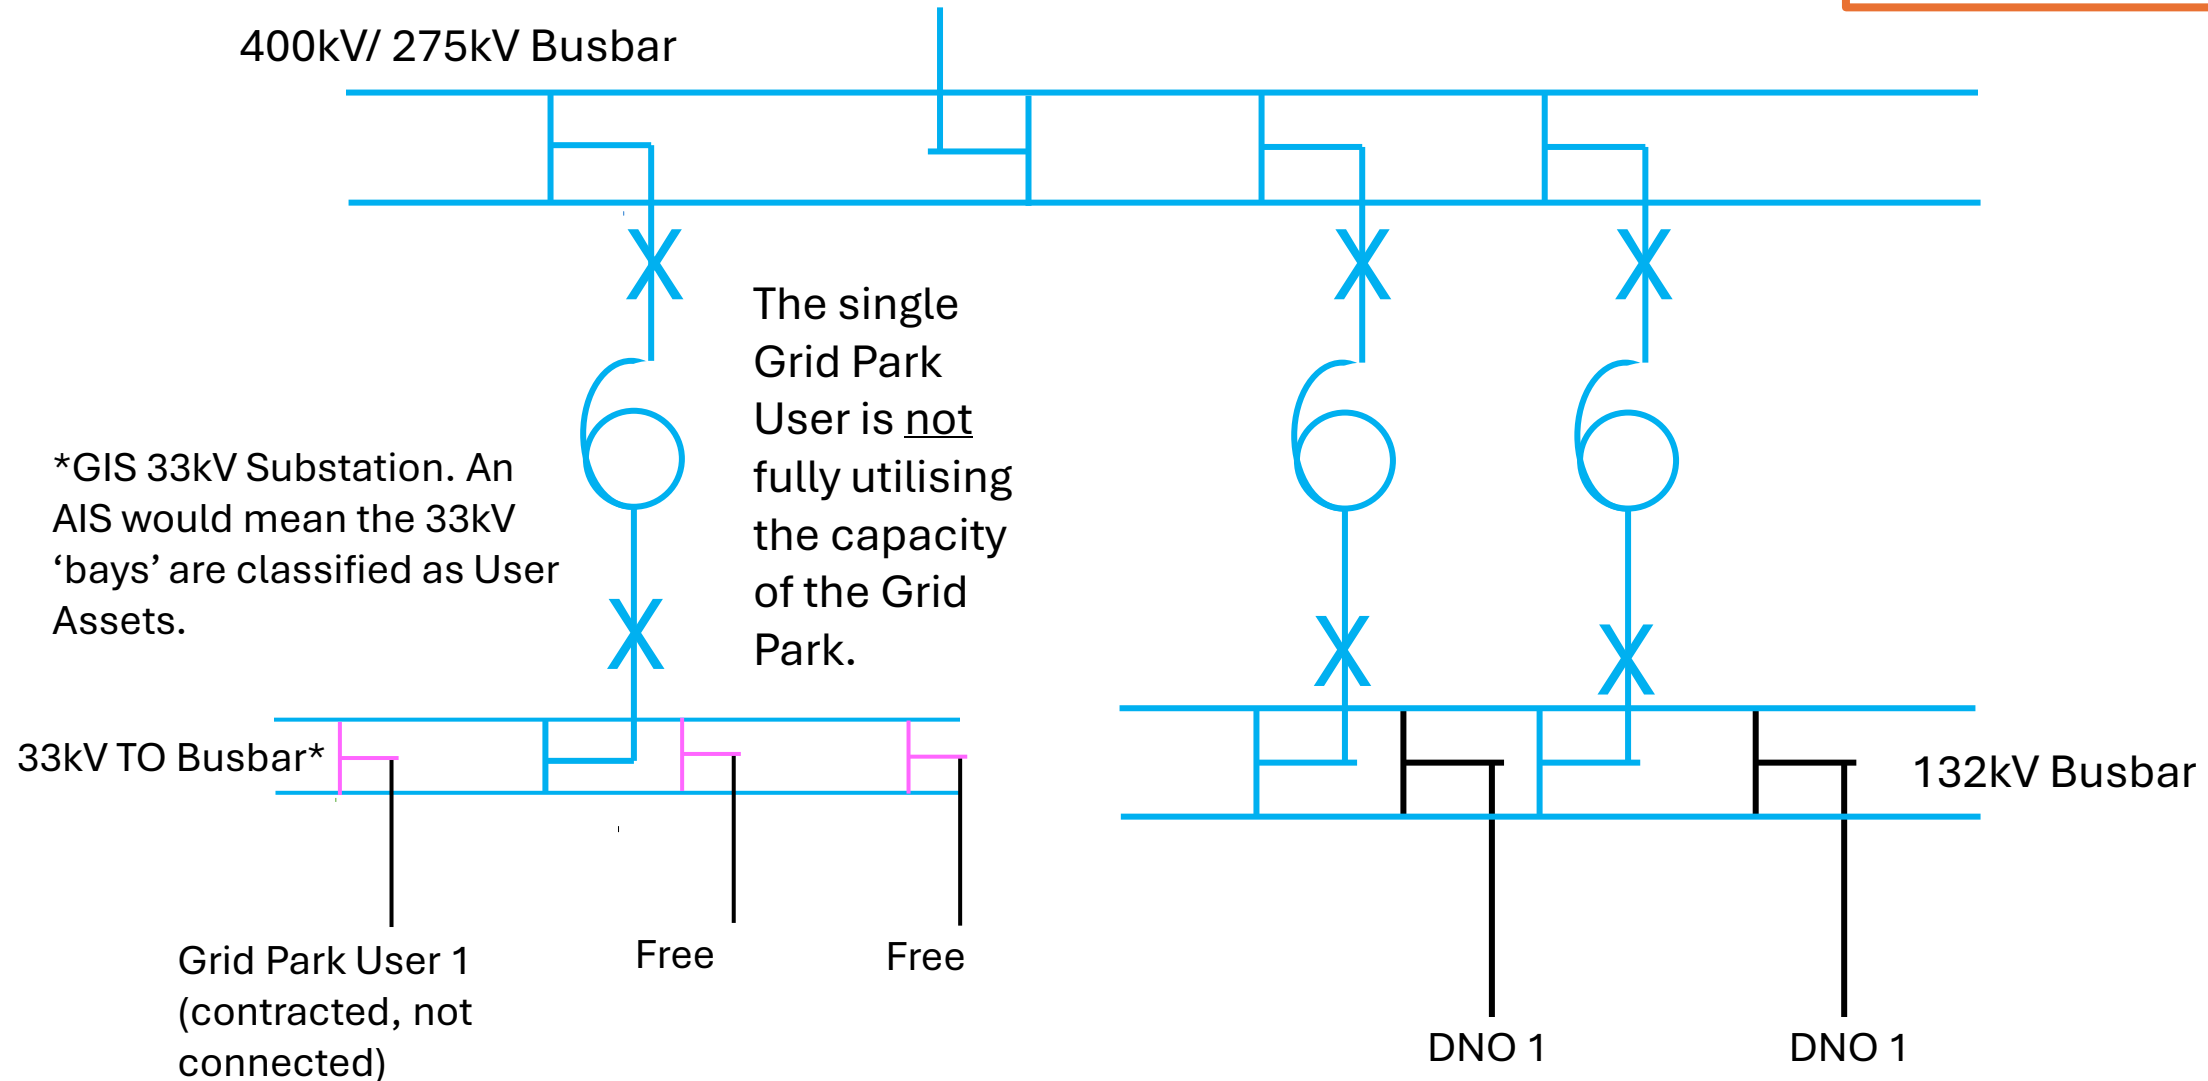 400kV/ 275kV Busbar
The single
Grid Park
User is not
fully utilising
the capacity
of the Grid
Park.
*GIS 33kV Substation. An
AIS would mean the 33kV
‘bays’ are classified as User
Assets.
33kV TO Busbar*
132kV Busbar
Grid Park User 1
(contracted, not
connected)
Free
Free
DNO 1
DNO 1